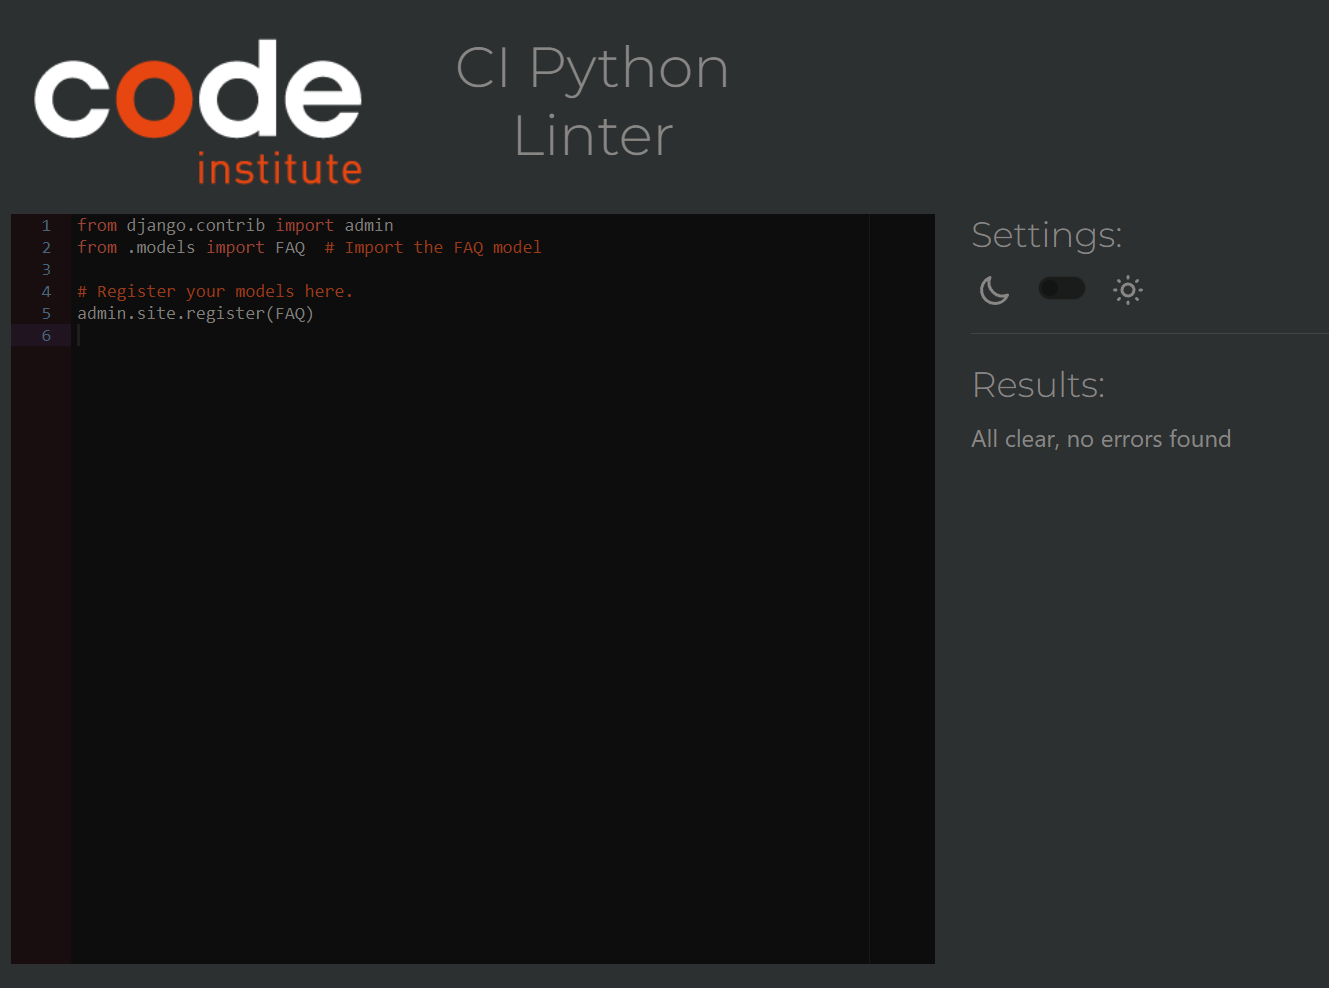 code
institute
CI Python
Linter
1 from django.contrib import admin
2 from .models import FAQ  # Import the FAQ model
3
4 # Register your models here.
5 admin.site.register(FAQ)
6
Settings:
Results:
All clear, no errors found